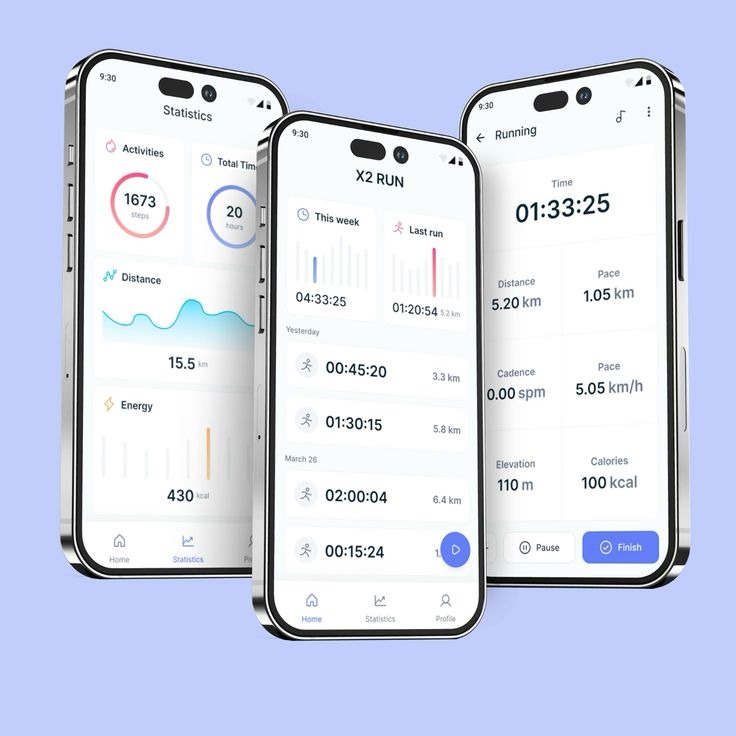 9:30
Statistics
Activities
1673
steps
Total Tim
20
hours
Distance
15.5 km
Energy
430 kcal
Home
Statistics
Pr
9:30
X2 RUN
This week
04:33:25
Last run
01:20:54 5.2 km
Yesterday
00:45:20 3.3 km
01:30:15 5.8 km
March 26
02:00:04 6.4 km
00:15:24 1.
Home
Statistics
Profile
9:30
Running
Time
01:33:25
Distance
5.20 km
Pace
1.05 km
Cadence
0.00 spm
Pace
5.05 km/h
Elevation
110 m
Calories
100 kcal
Pause
Finish